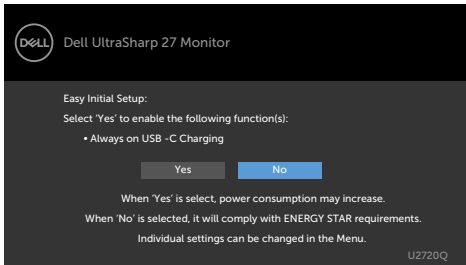 DELL
Dell UltraSharp 27 Monitor
Easy Initial Setup:
Select ‘Yes’ to enable the following function(s):
• Always on USB -C Charging
Yes No
When ‘Yes’ is select, power consumption may increase.
When ‘No’ is selected, it will comply with ENERGY STAR requirements.
Individual settings can be changed in the Menu.
U2720Q